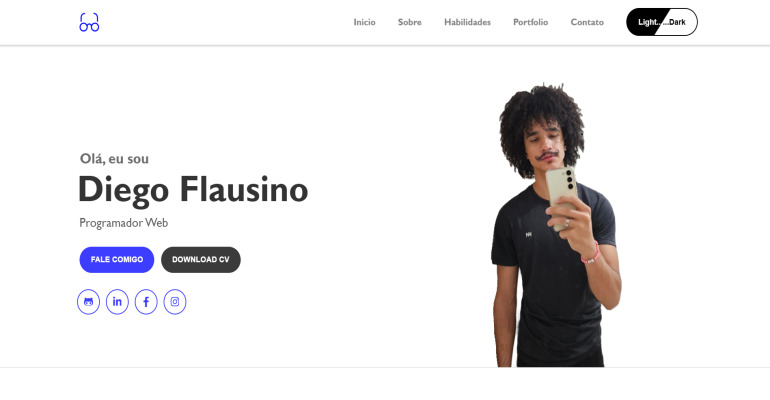 Inicio
Sobre
Habilidades
Portfolio
Contato
Light......Dark
Olá, eu sou
Diego Flausino
Programador Web
FALE COMIGO
DOWNLOAD CV